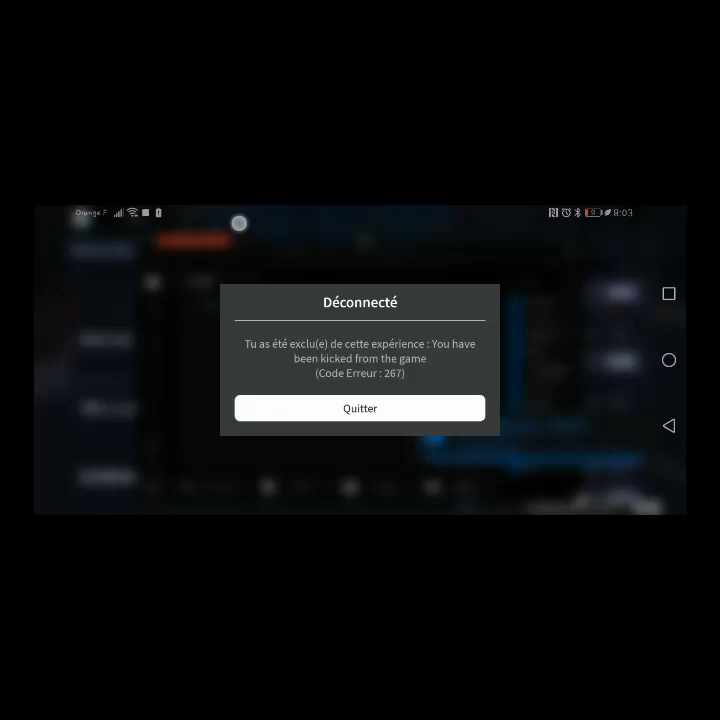 Orange F
9:03
Déconnecté
Tu as été exclu(e) de cette expérience : You have
been kicked from the game
(Code Erreur : 267)
Quitter